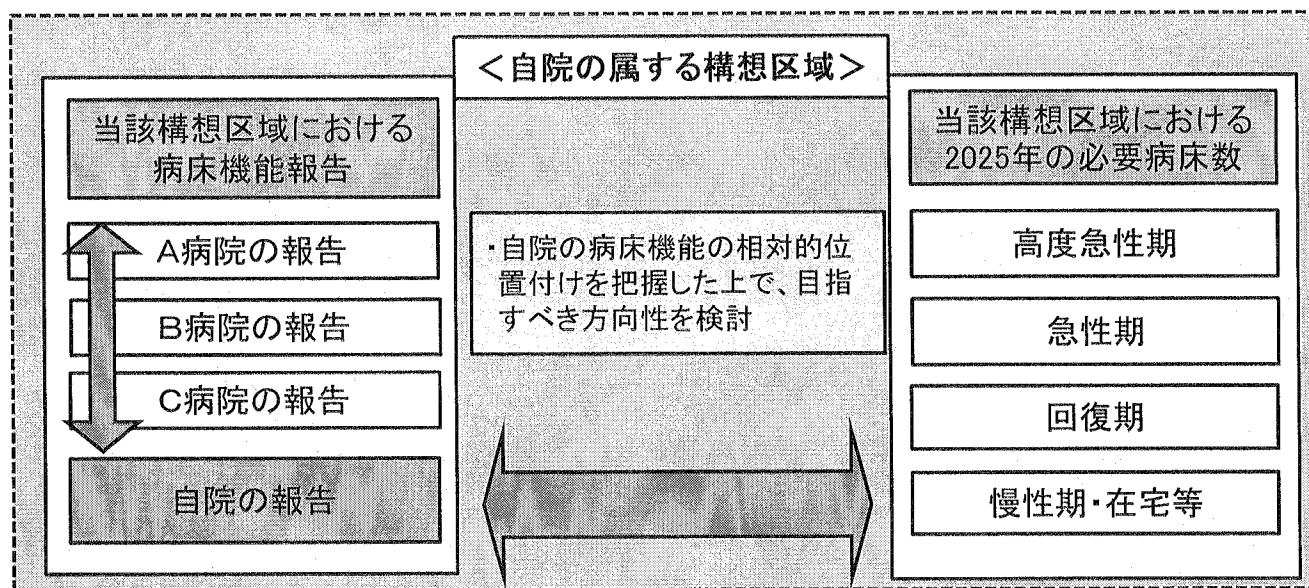 ＜自院の属する構想区域＞
当該構想区域における
病床機能報告
A病院の報告
B病院の報告
C病院の報告
自院の報告
・自院の病床機能の相対的位
置付けを把握した上で、目指
すべき方向性を検討
当該構想区域における
2025年の必要病床数
高度急性期
急性期
回復期
慢性期・在宅等